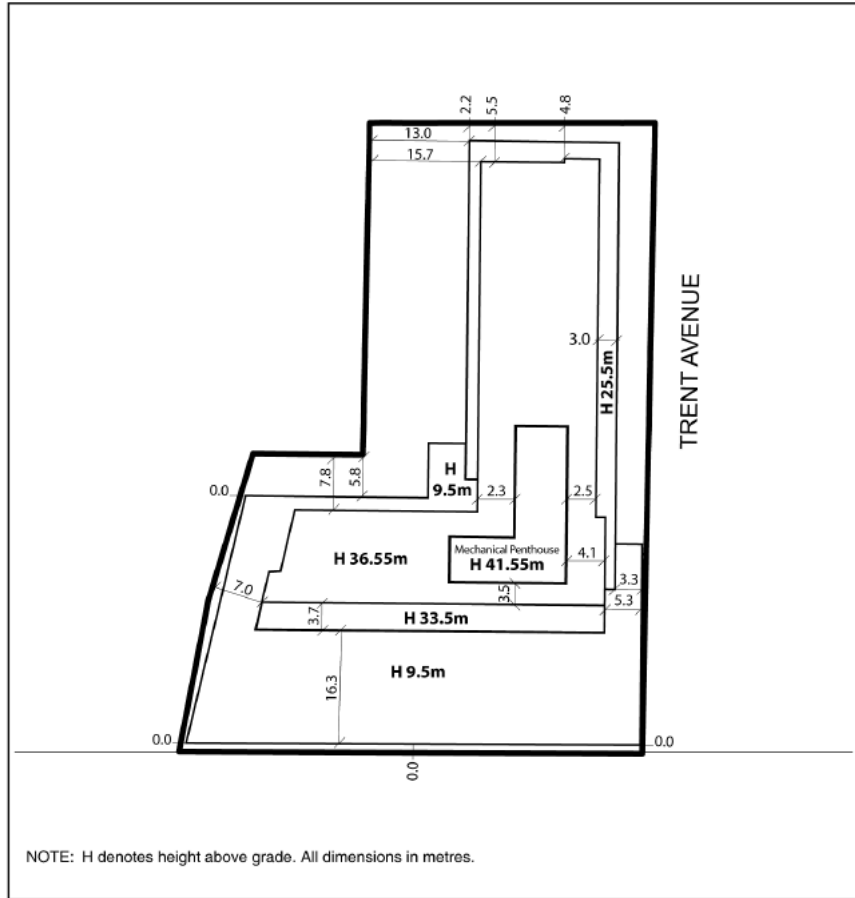 2.2
5.5
4.8
13.0
15.7
TRENT AVENUE
3.0
H 25.5m
7.8
5.8
H
9.5m
0.0
2.3
2.5
Mechanical Penthouse
H 41.55m
H 36.55m
4.1
7.0
3.5
3.3
5.3
3.7
H 33.5m
H 9.5m
16.3
0.0
0.0
0.0
NOTE: H denotes height above grade. All dimensions in metres.